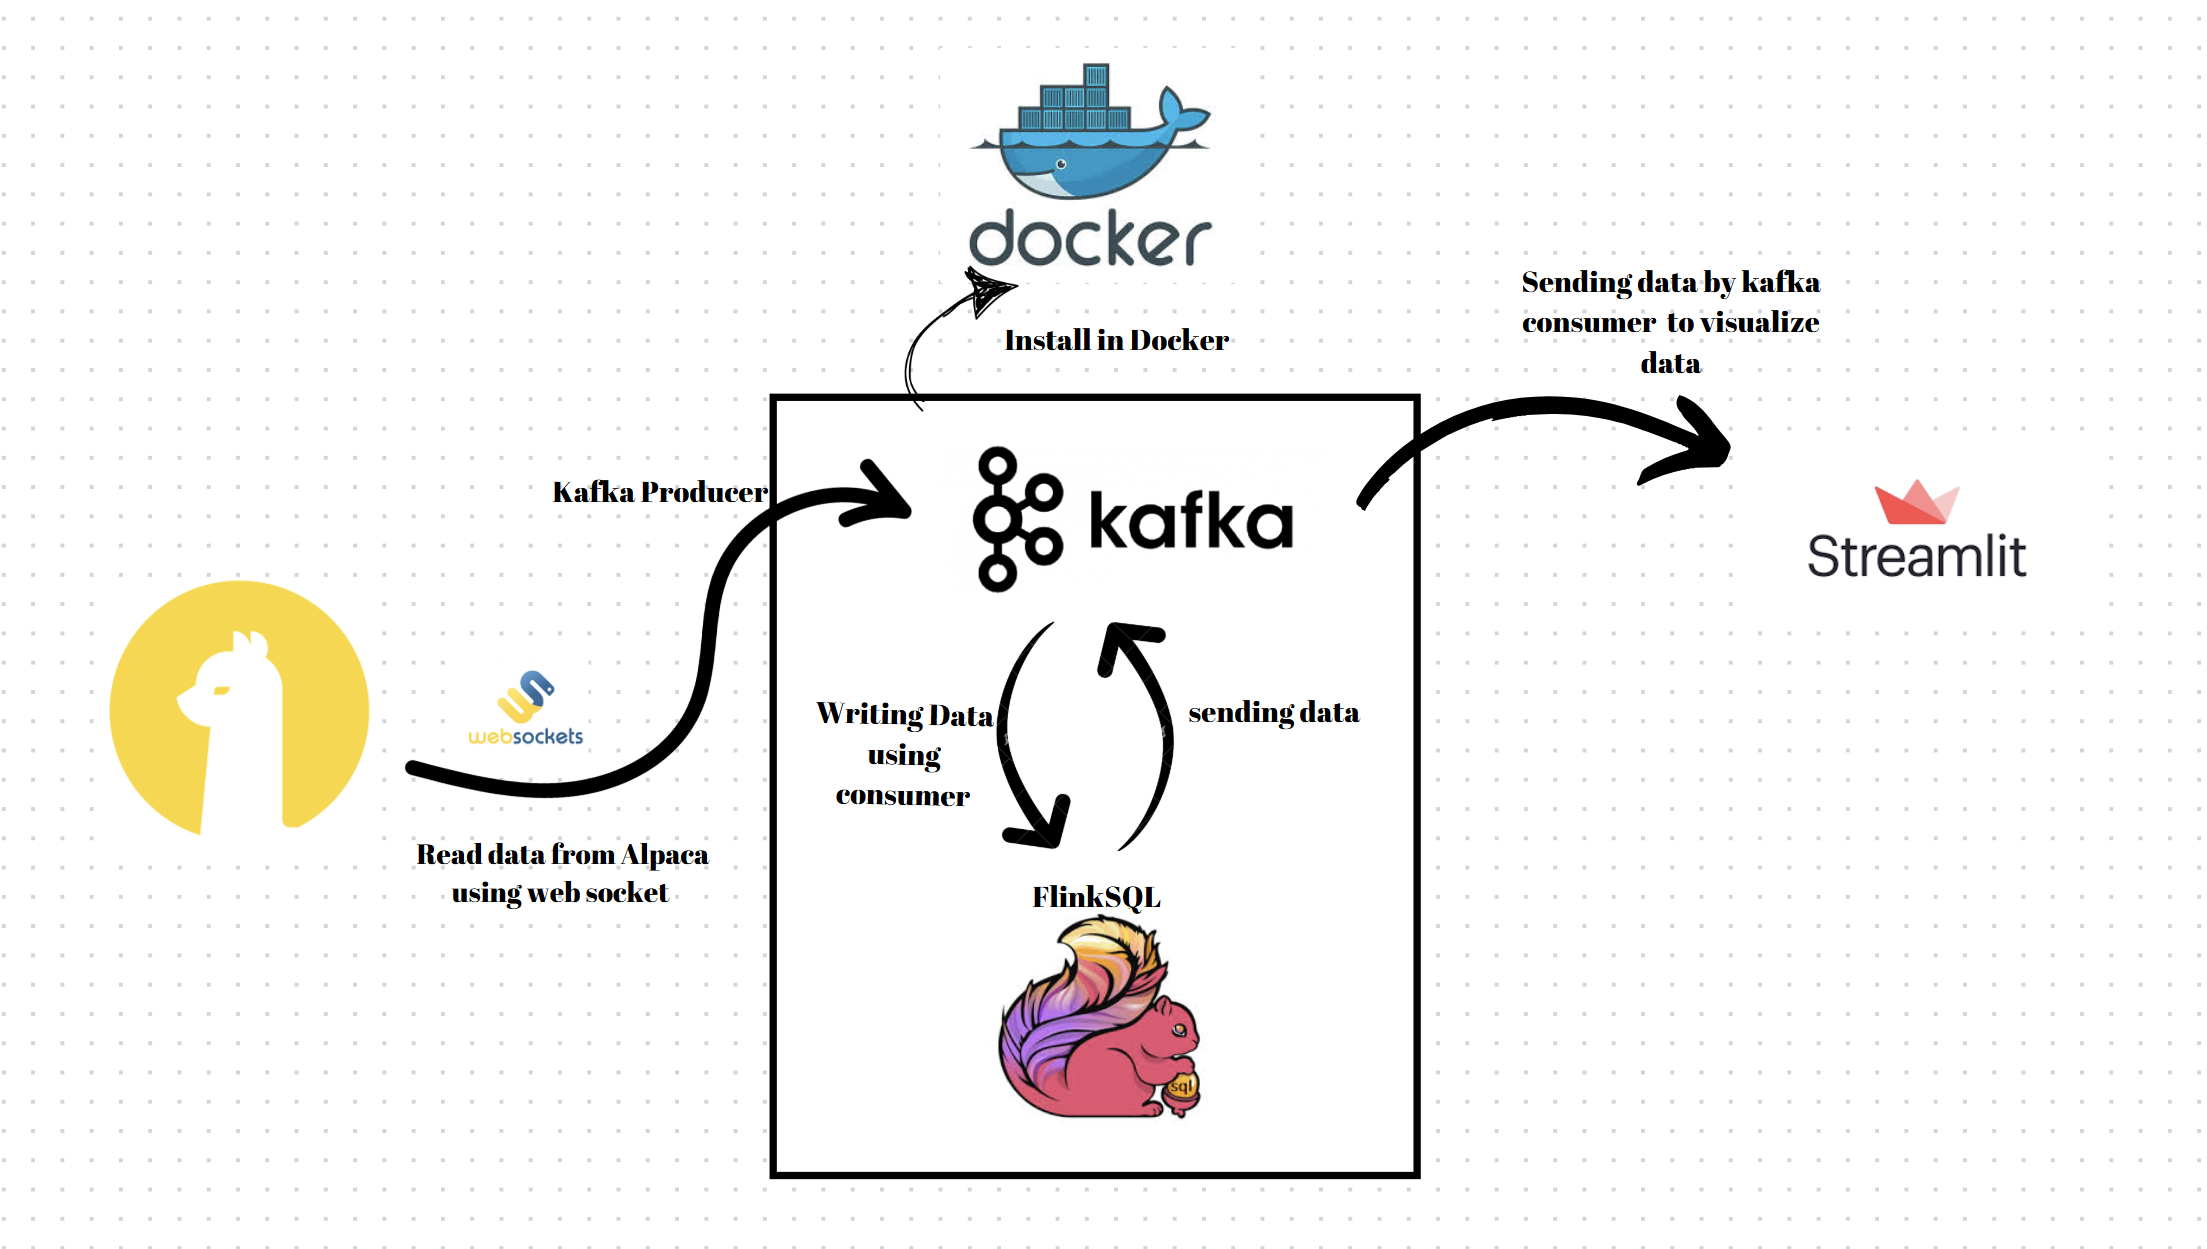 docker
Install in Docker
Sending data by kafka
consumer to visualize
data
Kafka Producer
kafka
Streamlit
websockets
Writing Data
using
consumer
sending data
Read data from Alpaca
using web socket
FlinkSQL
sql